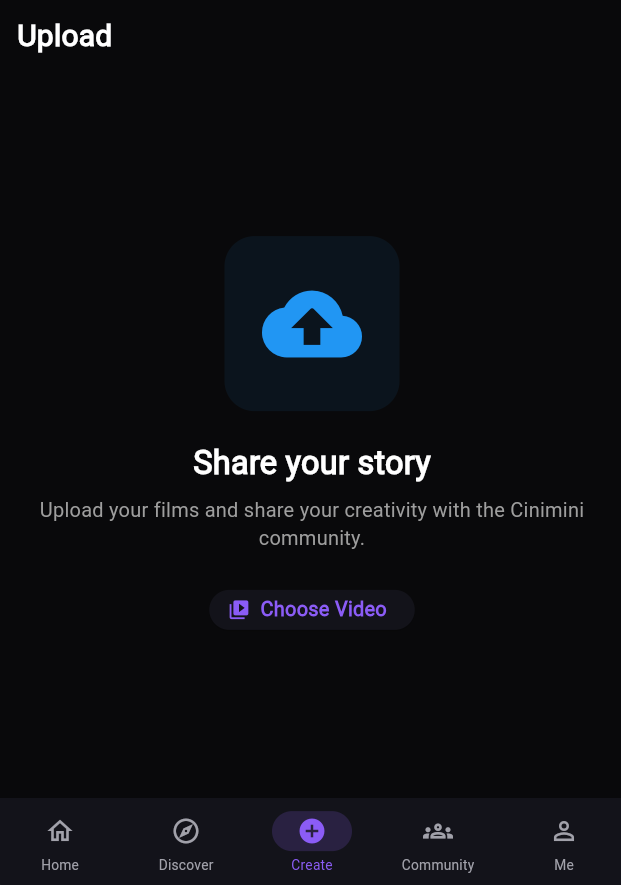 Upload
Share your story
Upload your films and share your creativity with the Cinimini
community.
Choose Video
Home
Discover
Create
Community
Me